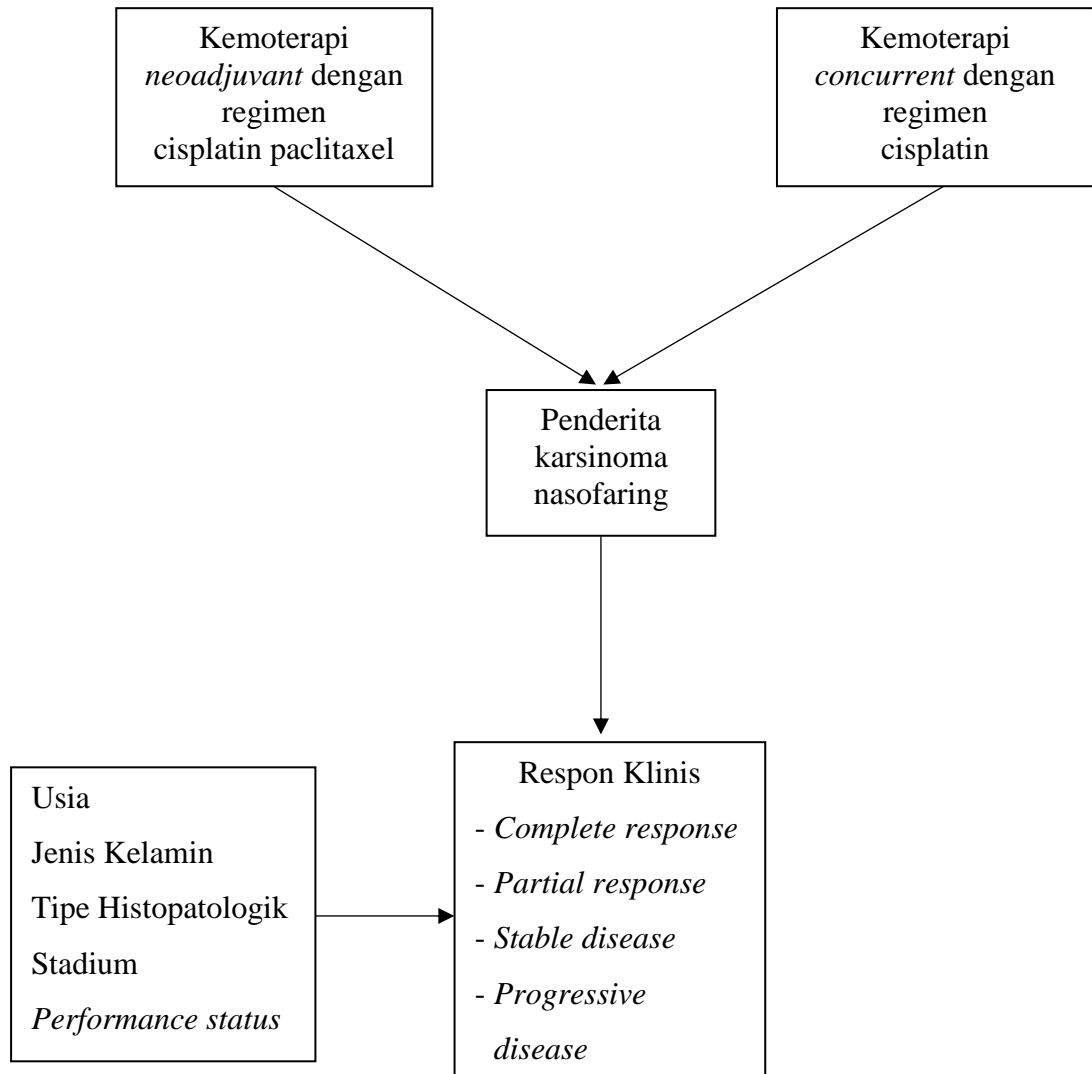 Kemoterapi
neoadjuvant dengan
regimen
cisplatin paclitaxel
Kemoterapi
concurrent dengan
regimen
cisplatin
Penderita
karsinoma
nasofaring
Usia
Jenis Kelamin
Tipe Histopatologik
Stadium
Performance status
Respon Klinis
- Complete response
- Partial response
- Stable disease
- Progressive
disease